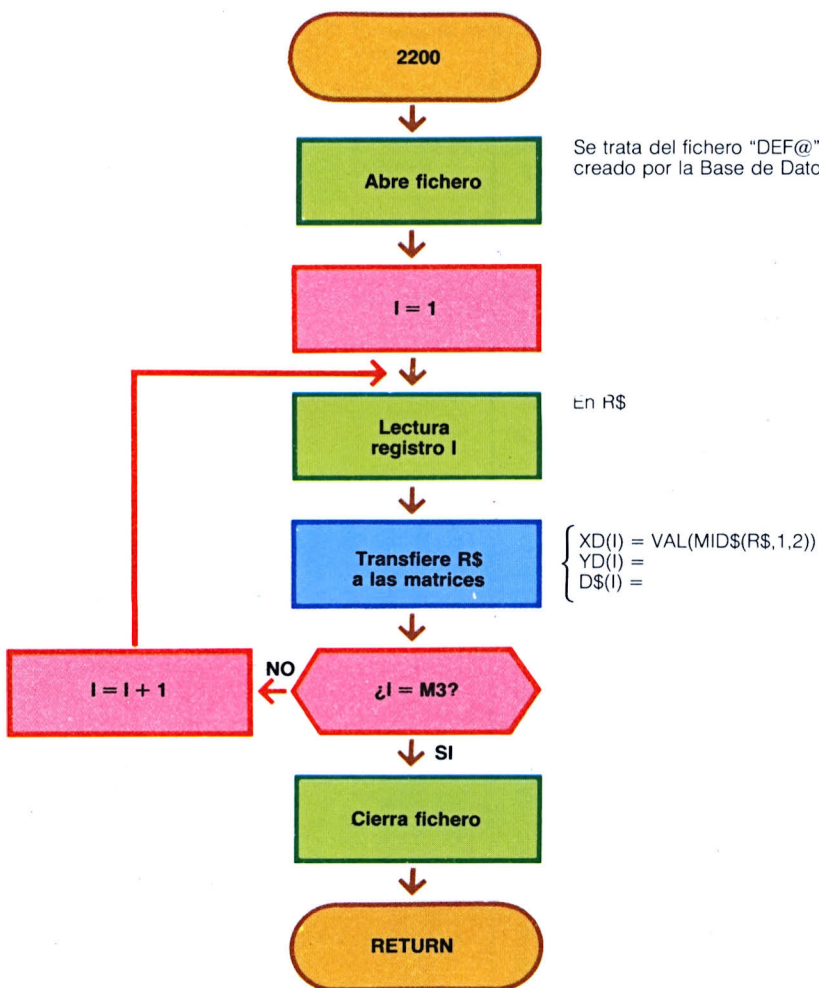 2200
Abre fichero
Se trata del fichero "DEF@"
creado por la Base de Dato
I = 1
Lectura
registro I
En R$
Transfiere R$
a las matrices
XD(I) = VAL(MID$(R$,1,2))
YD(I) =
D$(I) =
I = I + 1
NO
¿I = M3?
SI
Cierra fichero
RETURN